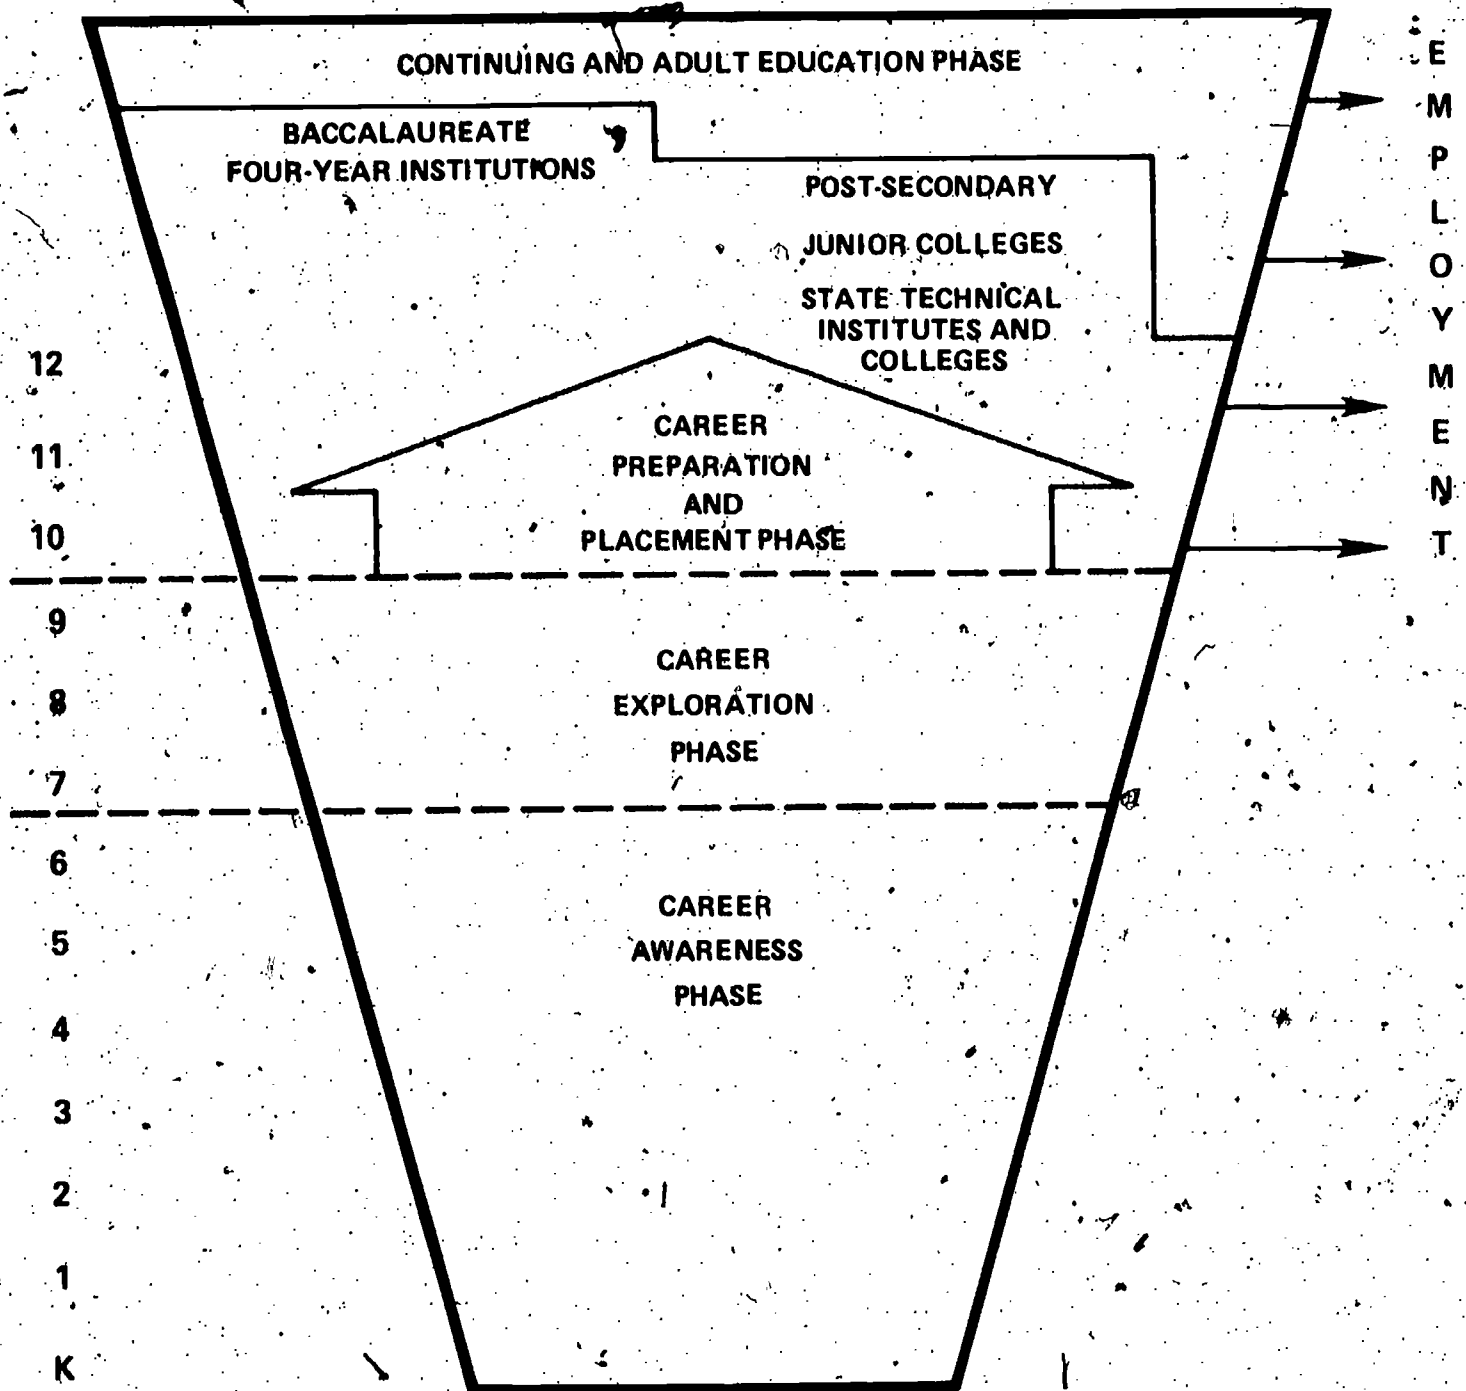 CONTINUING AND ADULT EDUCATION PHASE
BACCALAUREATE
FOUR-YEAR INSTITUTIONS
POST-SECONDARY
JUNIOR COLLEGES
STATE TECHNICAL
INSTITUTES AND
COLLEGES
CAREER
PREPARATION
AND
PLACEMENT PHASE
CAREER
EXPLORATION
PHASE
CAREER
AWARENESS
PHASE
12
11
10
9
8
7
6
5
4
3
2
1
K
EMPLOYMENT